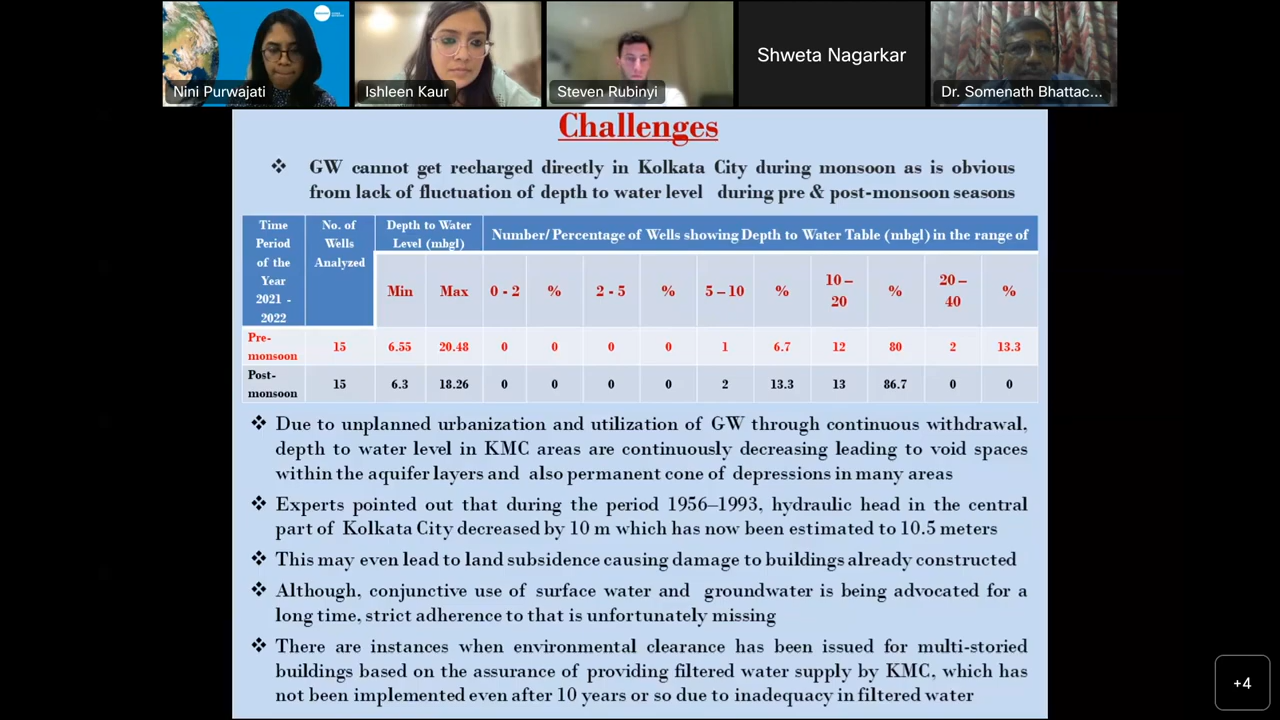 Nini Purwajati
Ishleen Kaur
Steven Rubinyi
Shweta Nagarkar
Dr. Somenath Bhattac...
Challenges
❖ GW cannot get recharged directly in Kolkata City during monsoon as is obvious
from lack of fluctuation of depth to water level during pre & post-monsoon seasons
Time Period of the Year 2021 - 2022 No. of Wells Analyzed Depth to Water Level (mbgl) Number/ Percentage of Wells showing Depth to Water Table (mbgl) in the range of
Min Max 0 - 2 % 2 - 5 % 5 – 10 % 10 – 20 % 20 – 40 %
Pre-monsoon 15 6.55 20.48 0 0 0 0 1 6.7 12 80 2 13.3
Post-monsoon 15 6.3 18.26 0 0 0 0 2 13.3 13 86.7 0 0
❖ Due to unplanned urbanization and utilization of GW through continuous withdrawal,
depth to water level in KMC areas are continuously decreasing leading to void spaces
within the aquifer layers and also permanent cone of depressions in many areas
❖ Experts pointed out that during the period 1956–1993, hydraulic head in the central
part of Kolkata City decreased by 10 m which has now been estimated to 10.5 meters
❖ This may even lead to land subsidence causing damage to buildings already constructed
❖ Although, conjunctive use of surface water and groundwater is being advocated for a
long time, strict adherence to that is unfortunately missing
❖ There are instances when environmental clearance has been issued for multi-storied
buildings based on the assurance of providing filtered water supply by KMC, which has
not been implemented even after 10 years or so due to inadequacy in filtered water
+4